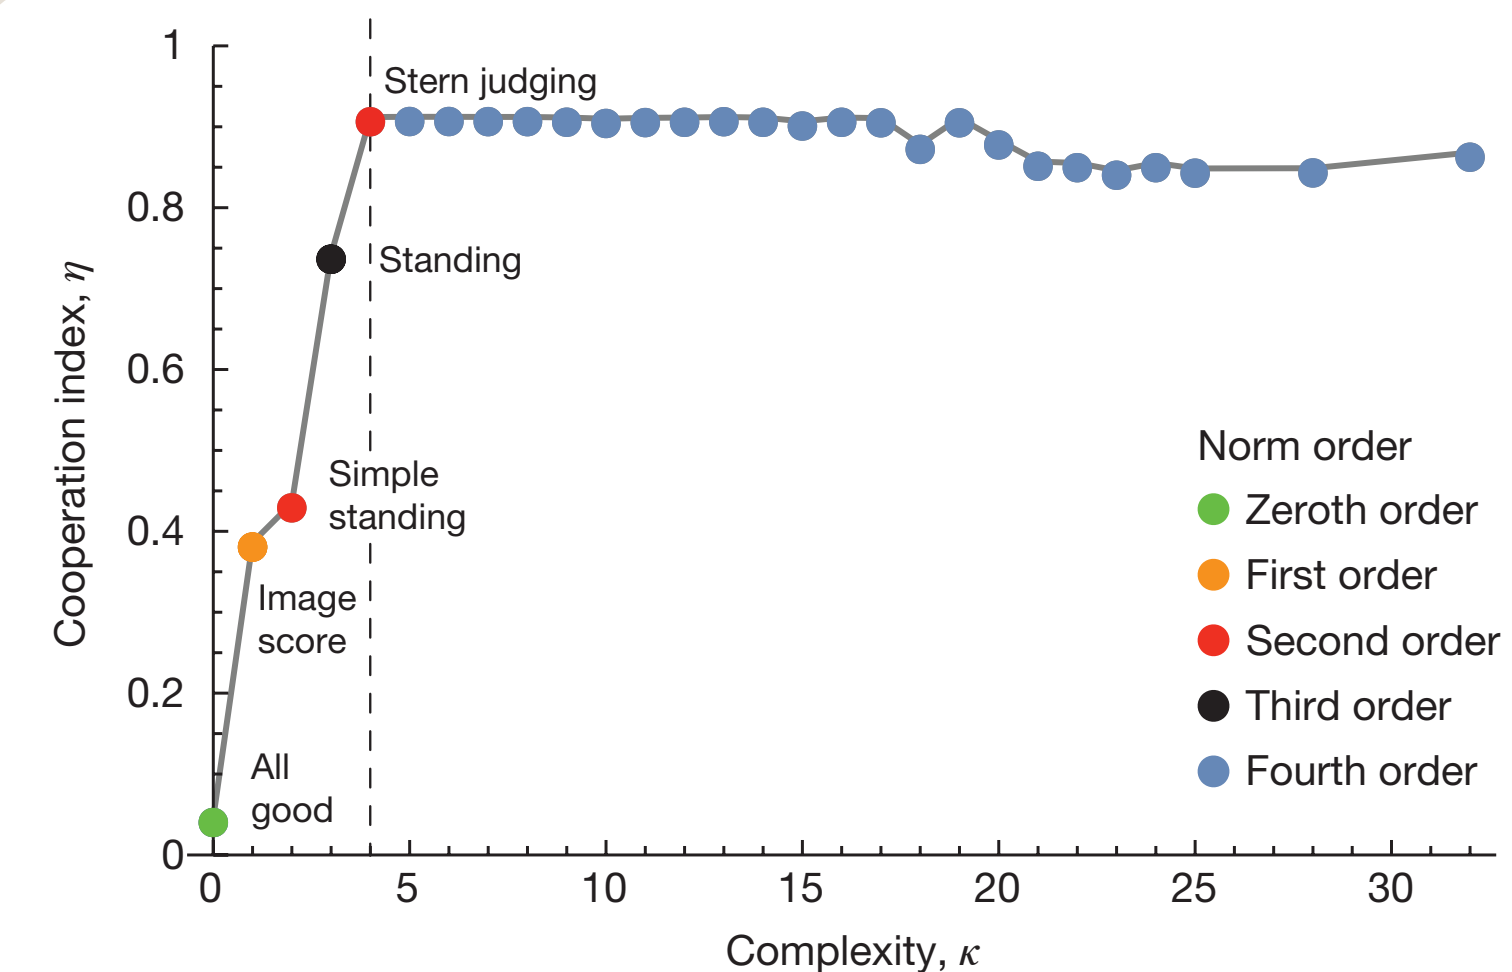 1
0.8
0.6
0.4
0.2
0
0 5 10 15 20 25 30
Cooperation index, η
Complexity, κ
Stern judging
Standing
Simple
standing
Image
score
All
good
Norm order
Zeroth order
First order
Second order
Third order
Fourth order